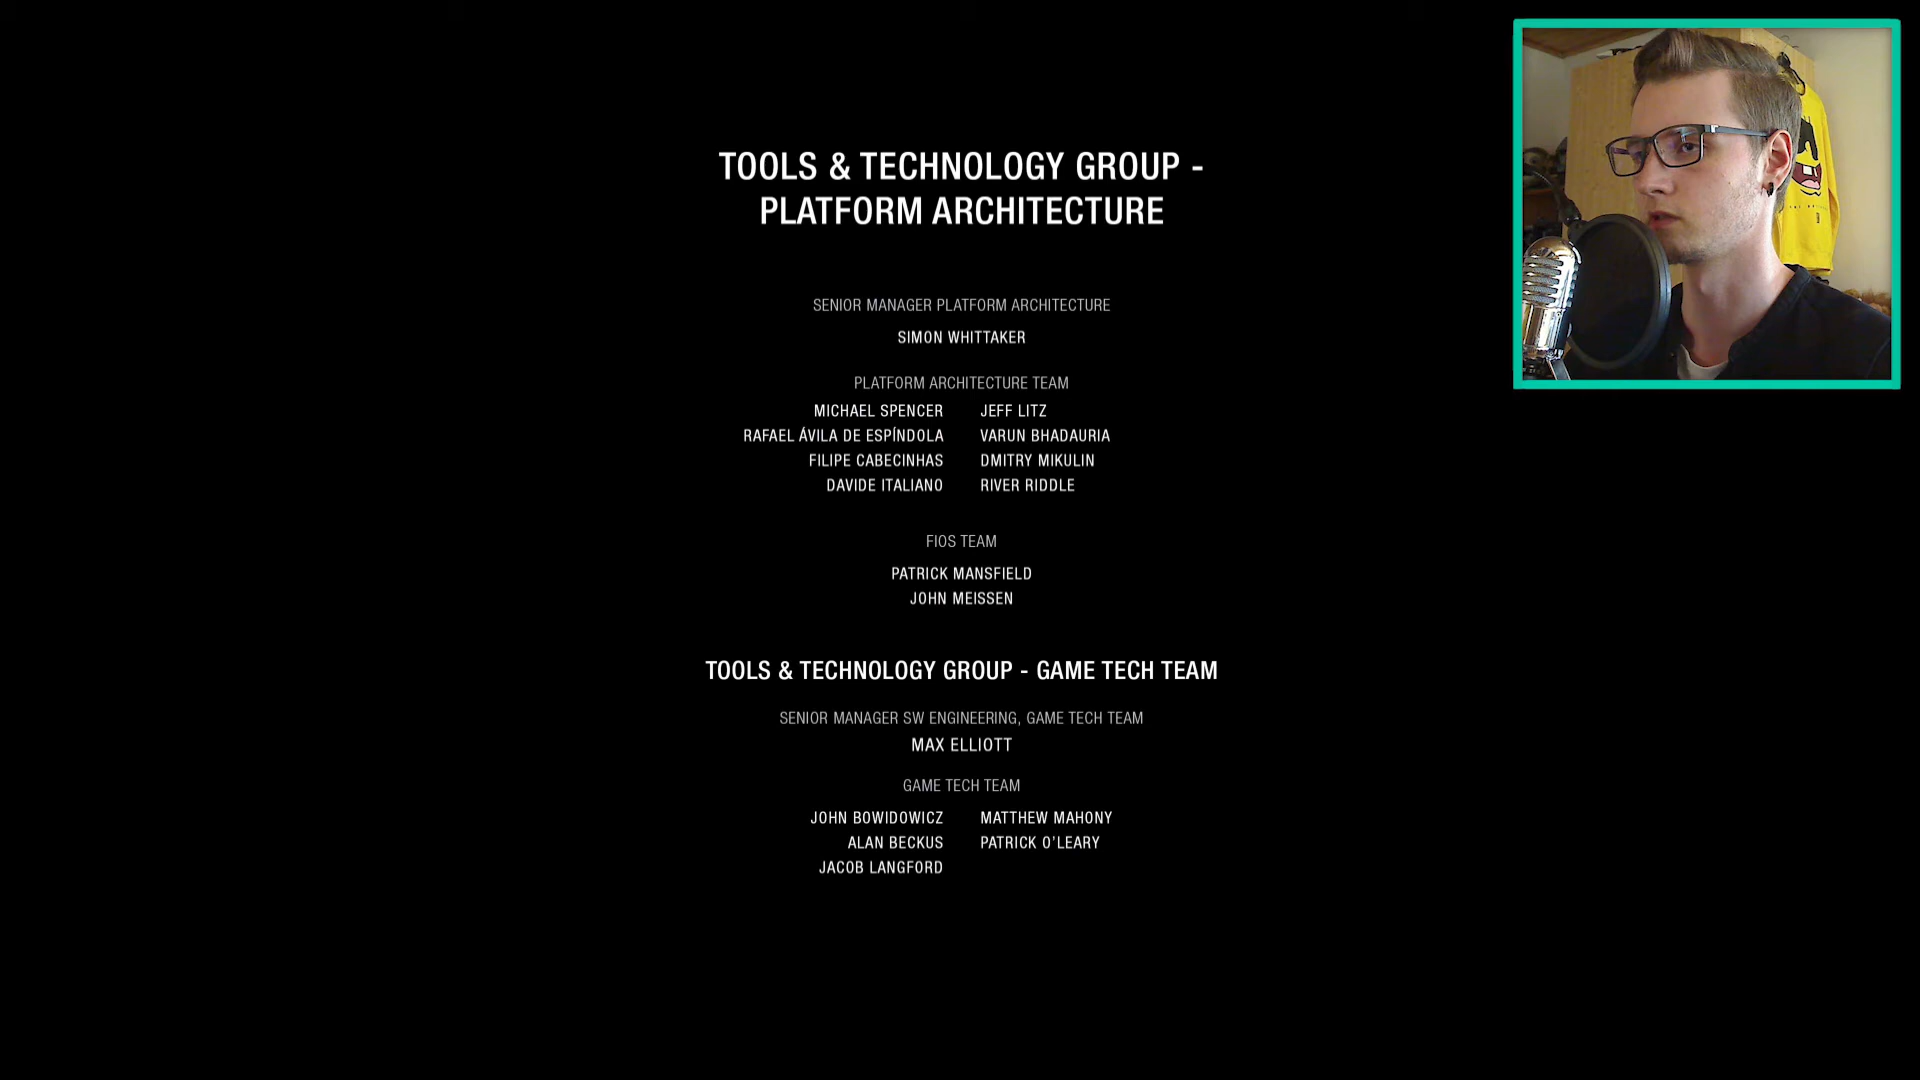 TOOLS & TECHNOLOGY GROUP -
PLATFORM ARCHITECTURE
SENIOR MANAGER PLATFORM ARCHITECTURE
SIMON WHITTAKER
PLATFORM ARCHITECTURE TEAM
MICHAEL SPENCER JEFF LITZ
RAFAEL ÁVILA DE ESPÍNDOLA VARUN BHADAURIA
FILIPE CABECINHAS DMITRY MIKULIN
DAVIDE ITALIANO RIVER RIDDLE
FIOS TEAM
PATRICK MANSFIELD
JOHN MEISSEN
TOOLS & TECHNOLOGY GROUP - GAME TECH TEAM
SENIOR MANAGER SW ENGINEERING, GAME TECH TEAM
MAX ELLIOTT
GAME TECH TEAM
JOHN BOWIDOWICZ MATTHEW MAHONY
ALAN BECKUS PATRICK O’LEARY
JACOB LANGFORD